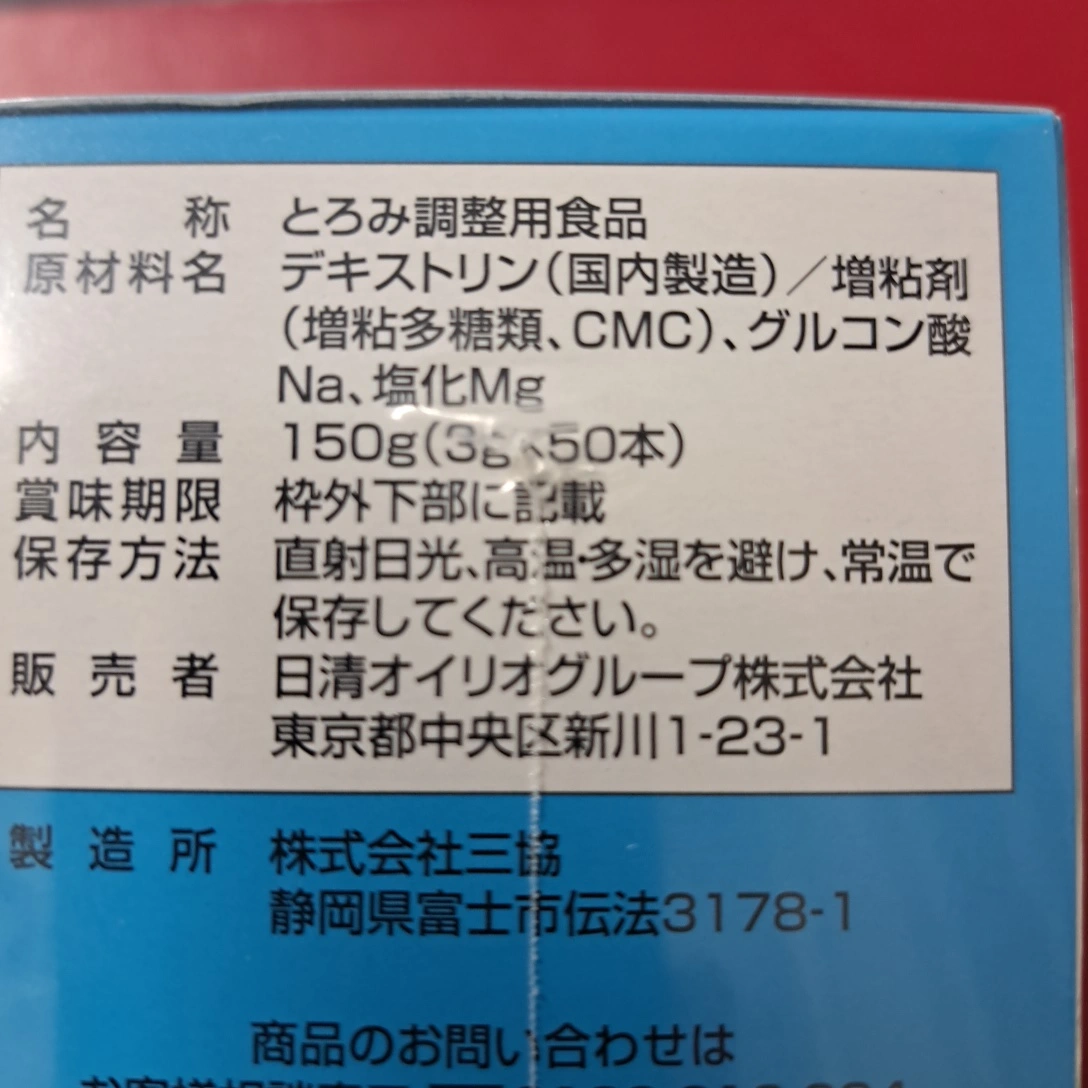 名称 とろみ調整用食品
原材料名 デキストリン(国内製造)/増粘剤
(増粘多糖類、CMC)、グルコン酸
Na、塩化Mg
内容量 150g(3g×50本)
賞味期限 枠外下部に記載
保存方法 直射日光、高温・多湿を避け、常温で
保存してください。
販売者 日清オイリオグループ株式会社
東京都中央区新川1-23-1
製造所 株式会社三協
静岡県富士市伝法3178-1
商品のお問い合わせは